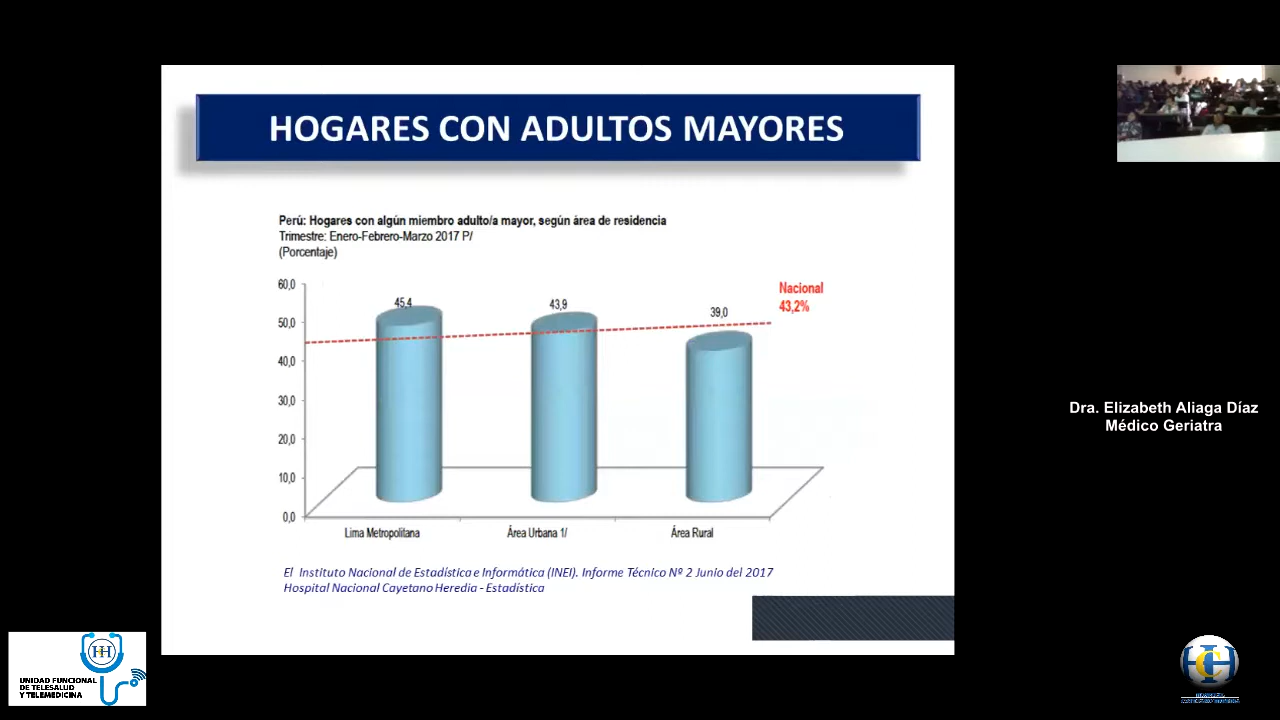 HOGARES CON ADULTOS MAYORES
Perú: Hogares con algún miembro adulto/a mayor, según área de residencia
Trimestre: Enero-Febrero-Marzo 2017 P/
(Porcentaje)
60,0
50,0
40,0
30,0
20,0
10,0
0,0
45,4
43,9
39,0
Nacional
43,2%
Lima Metropolitana
Área Urbana 1/
Área Rural
El Instituto Nacional de Estadística e Informática (INEI). Informe Técnico Nº 2 Junio del 2017
Hospital Nacional Cayetano Heredia - Estadística
Dra. Elizabeth Aliaga Díaz
Médico Geriatra
UNIDAD FUNCIONAL
DE TELESALUD
Y TELEMEDICINA